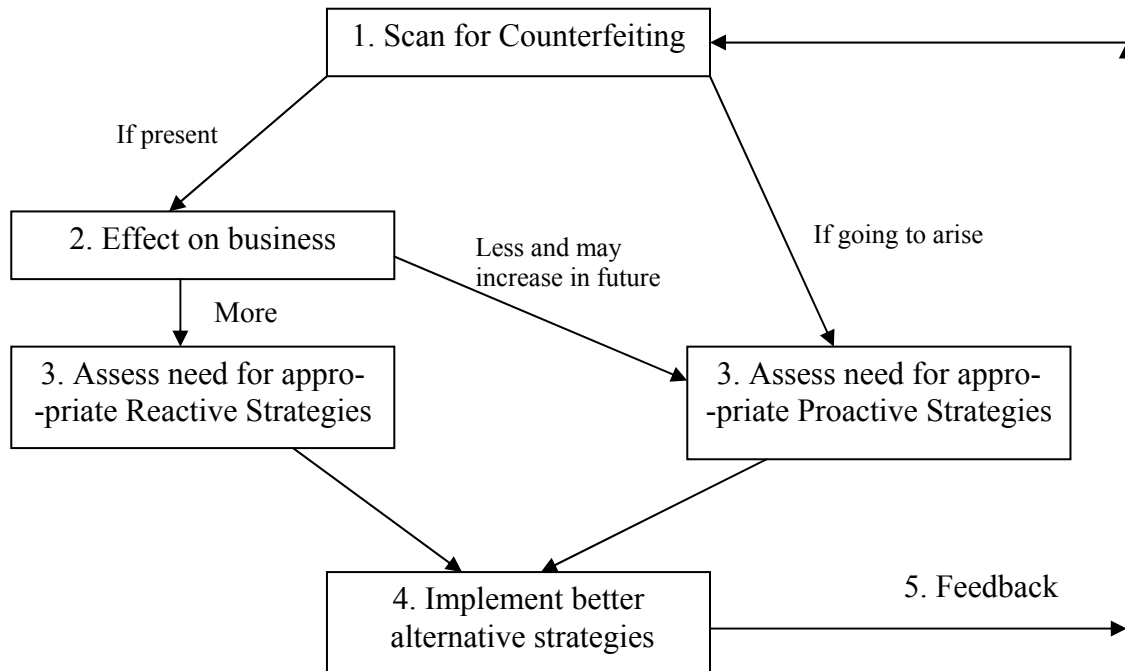 1. Scan for Counterfeiting
If present
2. Effect on business
Less and may
increase in future
If going to arise
More
3. Assess need for appro-
-priate Reactive Strategies
3. Assess need for appro-
-priate Proactive Strategies
4. Implement better
alternative strategies
5. Feedback